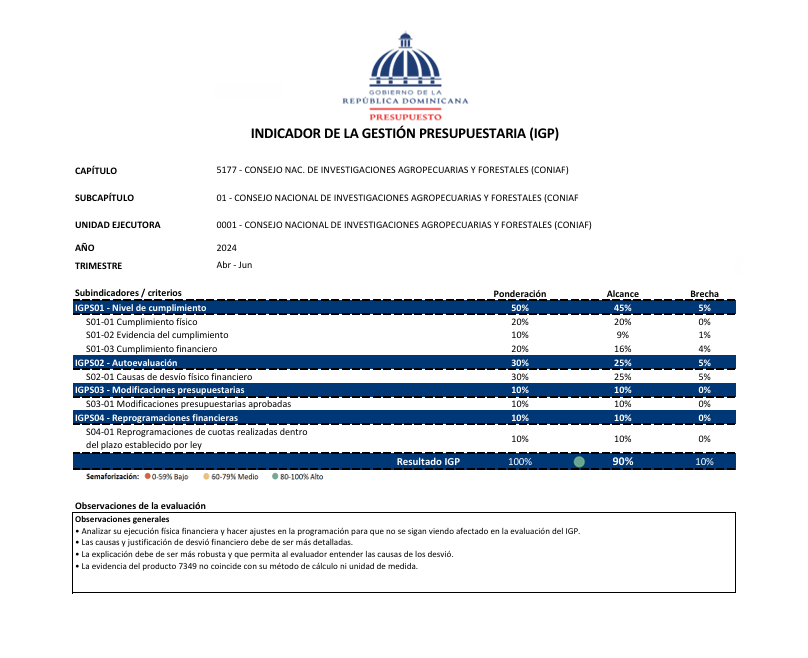 GOBIERNO DE LA
REPÚBLICA DOMINICANA
PRESUPUESTO
INDICADOR DE LA GESTIÓN PRESUPUESTARIA (IGP)
CAPÍTULO 5177 - CONSEJO NAC. DE INVESTIGACIONES AGROPECUARIAS Y FORESTALES (CONIAF)
SUBCAPÍTULO 01 - CONSEJO NACIONAL DE INVESTIGACIONES AGROPECUARIAS Y FORESTALES (CONIAF
UNIDAD EJECUTORA 0001 - CONSEJO NACIONAL DE INVESTIGACIONES AGROPECUARIAS Y FORESTALES (CONIAF)
AÑO 2024
TRIMESTRE Abr - Jun
Subindicadores / criterios Ponderación Alcance Brecha
IGPS01 - Nivel de cumplimiento 50% 45% 5%
S01-01 Cumplimiento físico 20% 20% 0%
S01-02 Evidencia del cumplimiento 10% 9% 1%
S01-03 Cumplimiento financiero 20% 16% 4%
IGPS02 - Autoevaluación 30% 25% 5%
S02-01 Causas de desvío físico financiero 30% 25% 5%
IGPS03 - Modificaciones presupuestarias 10% 10% 0%
S03-01 Modificaciones presupuestarias aprobadas 10% 10% 0%
IGPS04 - Reprogramaciones financieras 10% 10% 0%
S04-01 Reprogramaciones de cuotas realizadas dentro
del plazo establecido por ley 10% 10% 0%
Resultado IGP 100% 90% 10%
Semaforización: 0-59% Bajo 60-79% Medio 80-100% Alto
Observaciones de la evaluación
Observaciones generales
• Analizar su ejecución física financiera y hacer ajustes en la programación para que no se sigan viendo afectado en la evaluación del IGP.
• Las causas y justificación de desvió financiero debe de ser más detalladas.
• La explicación debe de ser más robusta y que permita al evaluador entender las causas de los desvió.
• La evidencia del producto 7349 no coincide con su método de cálculo ni unidad de medida.